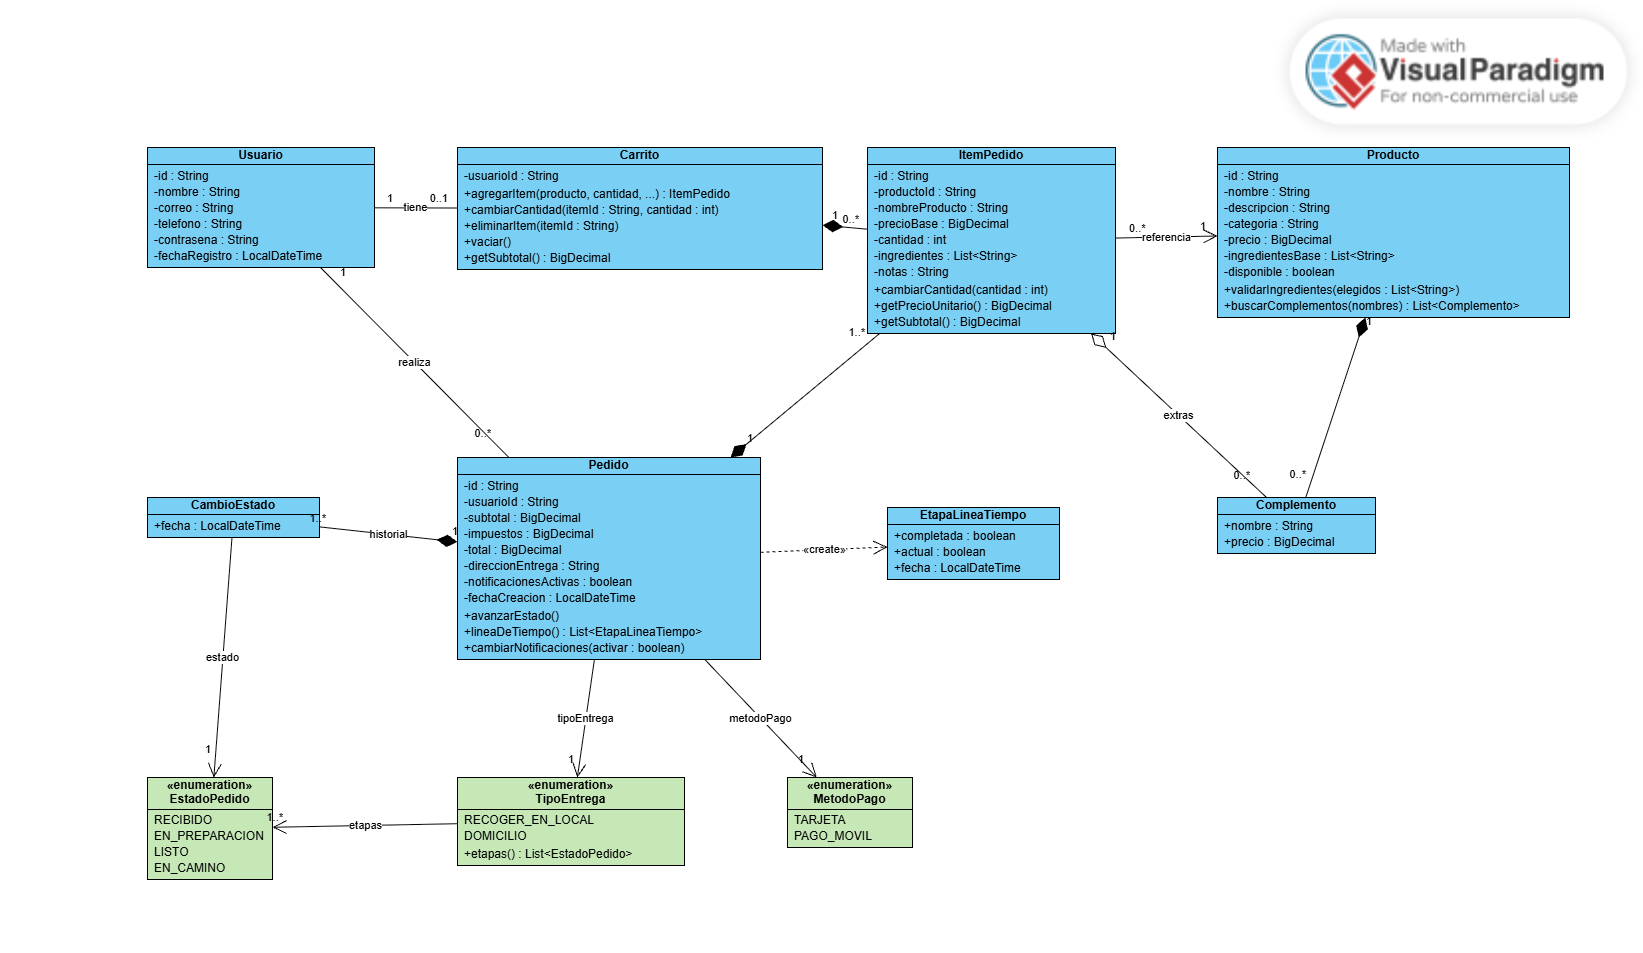 Made with
Visual Paradigm
For non-commercial use
Usuario
-id : String
-nombre : String
-correo : String
-telefono : String
-contrasena : String
-fechaRegistro : LocalDateTime
1
tiene
0..1
Carrito
-usuarioId : String
+agregarItem(producto, cantidad, ...) : ItemPedido
+cambiarCantidad(itemId : String, cantidad : int)
+eliminarItem(itemId : String)
+vaciar()
+getSubtotal() : BigDecimal
1
0..*
ItemPedido
-id : String
-productoId : String
-nombreProducto : String
-precioBase : BigDecimal
-cantidad : int
-ingredientes : List<String>
-notas : String
+cambiarCantidad(cantidad : int)
+getPrecioUnitario() : BigDecimal
+getSubtotal() : BigDecimal
0..*
referencia
1
Producto
-id : String
-nombre : String
-descripcion : String
-categoria : String
-precio : BigDecimal
-ingredientesBase : List<String>
-disponible : boolean
+validarIngredientes(elegidos : List<String>)
+buscarComplementos(nombres) : List<Complemento>
1
realiza
0..*
1..*
1
1
extras
0..*
1
0..*
CambioEstado
+fecha : LocalDateTime
1..*
historial
1
Pedido
-id : String
-usuarioId : String
-subtotal : BigDecimal
-impuestos : BigDecimal
-total : BigDecimal
-direccionEntrega : String
-notificacionesActivas : boolean
-fechaCreacion : LocalDateTime
+avanzarEstado()
+lineaDeTiempo() : List<EtapaLineaTiempo>
+cambiarNotificaciones(activar : boolean)
«create»
EtapaLineaTiempo
+completada : boolean
+actual : boolean
+fecha : LocalDateTime
Complemento
+nombre : String
+precio : BigDecimal
estado
1
tipoEntrega
1
metodoPago
1
«enumeration»
EstadoPedido
RECIBIDO
EN_PREPARACION
LISTO
EN_CAMINO
1..*
etapas
«enumeration»
TipoEntrega
RECOGER_EN_LOCAL
DOMICILIO
+etapas() : List<EstadoPedido>
«enumeration»
MetodoPago
TARJETA
PAGO_MOVIL